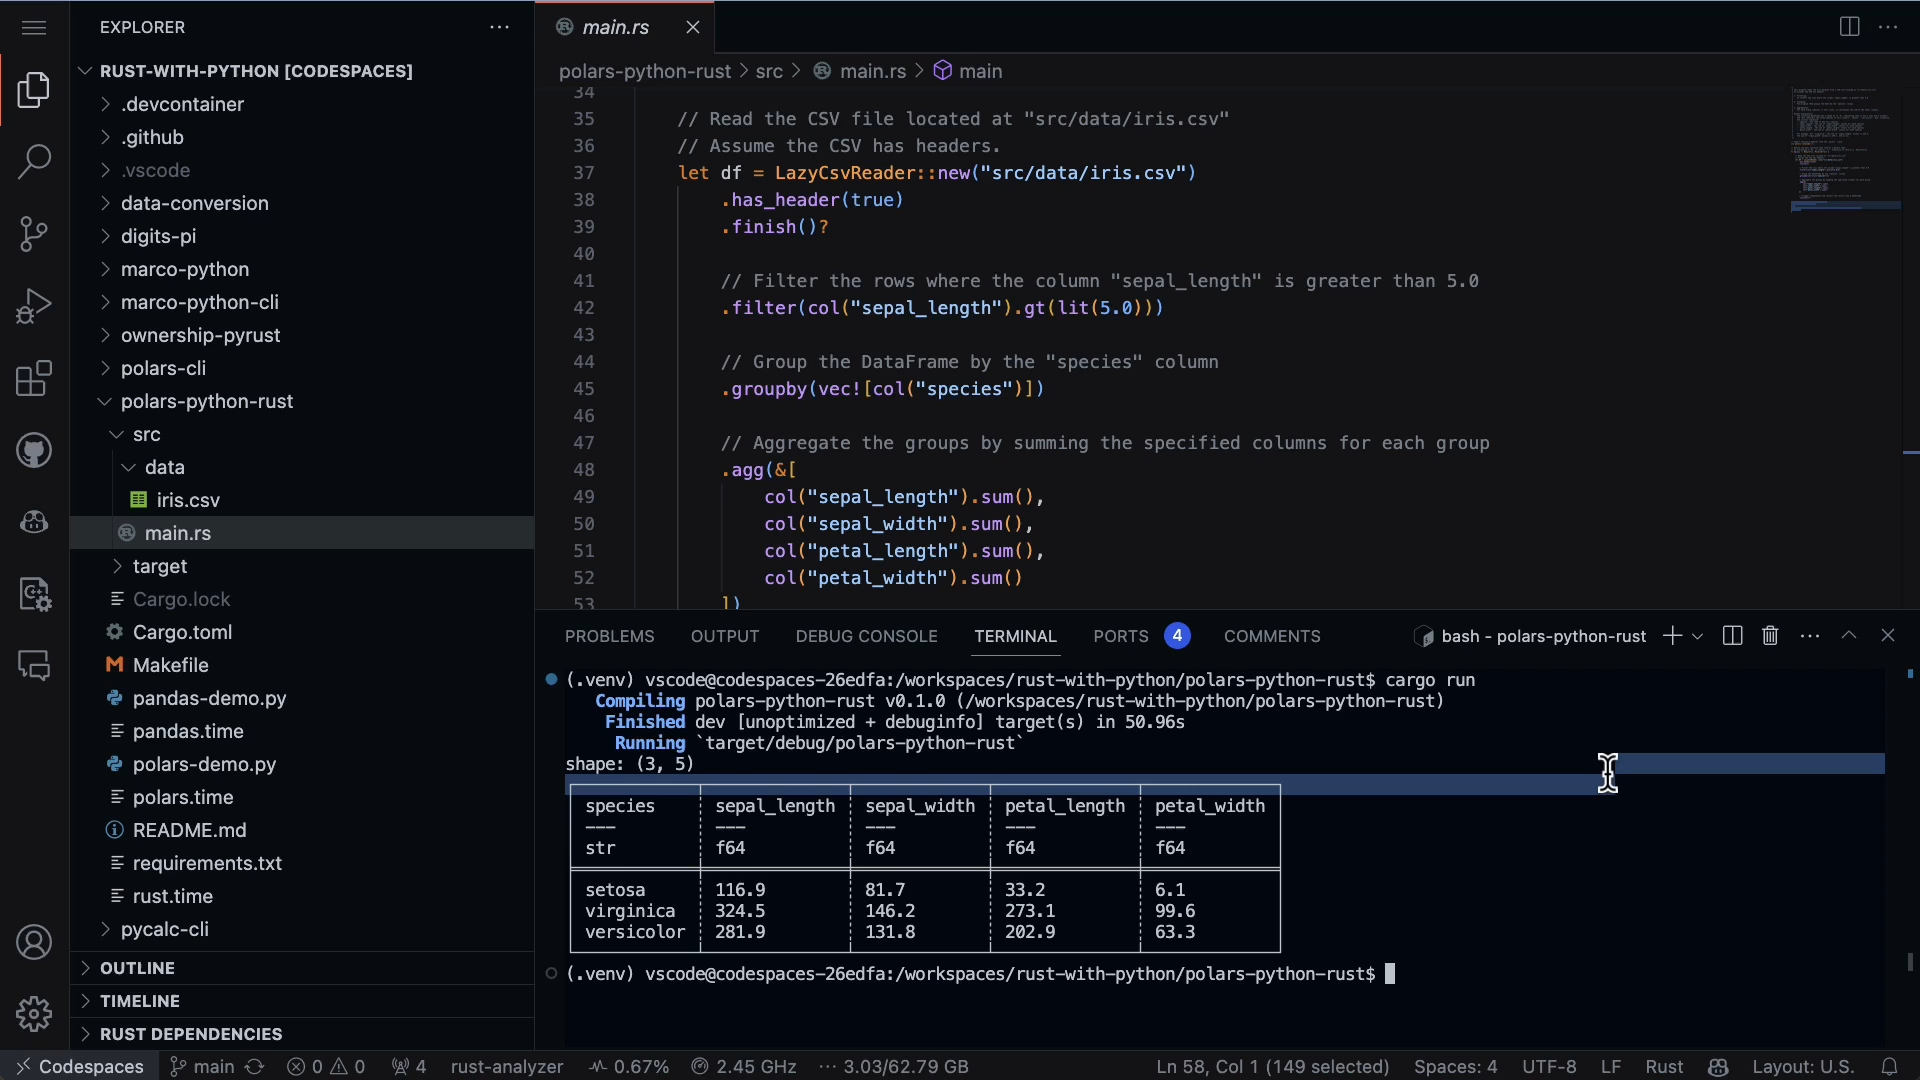 EXPLORER
RUST-WITH-PYTHON [CODESPACES]
.devcontainer
.github
.vscode
data-conversion
digits-pi
marco-python
marco-python-cli
ownership-pyrust
polars-cli
polars-python-rust
src
data
iris.csv
main.rs
target
Cargo.lock
Cargo.toml
Makefile
pandas-demo.py
pandas.time
polars-demo.py
polars.time
README.md
requirements.txt
rust.time
pycalc-cli
OUTLINE
TIMELINE
RUST DEPENDENCIES
main.rs
polars-python-rust > src > main.rs > main
34
35 // Read the CSV file located at "src/data/iris.csv"
36 // Assume the CSV has headers.
37 let df = LazyCsvReader::new("src/data/iris.csv")
38 .has_header(true)
39 .finish()?
40
41 // Filter the rows where the column "sepal_length" is greater than 5.0
42 .filter(col("sepal_length").gt(lit(5.0)))
43
44 // Group the DataFrame by the "species" column
45 .groupby(vec![col("species")])
46
47 // Aggregate the groups by summing the specified columns for each group
48 .agg(&[
49 col("sepal_length").sum(),
50 col("sepal_width").sum(),
51 col("petal_length").sum(),
52 col("petal_width").sum()
53 ])
PROBLEMS OUTPUT DEBUG CONSOLE TERMINAL PORTS 4 COMMENTS bash - polars-python-rust
(.venv) vscode@codespaces-26edfa:/workspaces/rust-with-python/polars-python-rust$ cargo run
Compiling polars-python-rust v0.1.0 (/workspaces/rust-with-python/polars-python-rust)
Finished dev [unoptimized + debuginfo] target(s) in 50.96s
Running `target/debug/polars-python-rust`
shape: (3, 5)
species sepal_length sepal_width petal_length petal_width
--- --- --- --- ---
str f64 f64 f64 f64
setosa 116.9 81.7 33.2 6.1
virginica 324.5 146.2 273.1 99.6
versicolor 281.9 131.8 202.9 63.3
(.venv) vscode@codespaces-26edfa:/workspaces/rust-with-python/polars-python-rust$
Codespaces main 0 0 4 rust-analyzer 0.67% 2.45 GHz 3.03/62.79 GB Ln 58, Col 1 (149 selected) Spaces: 4 UTF-8 LF Rust Layout: U.S.